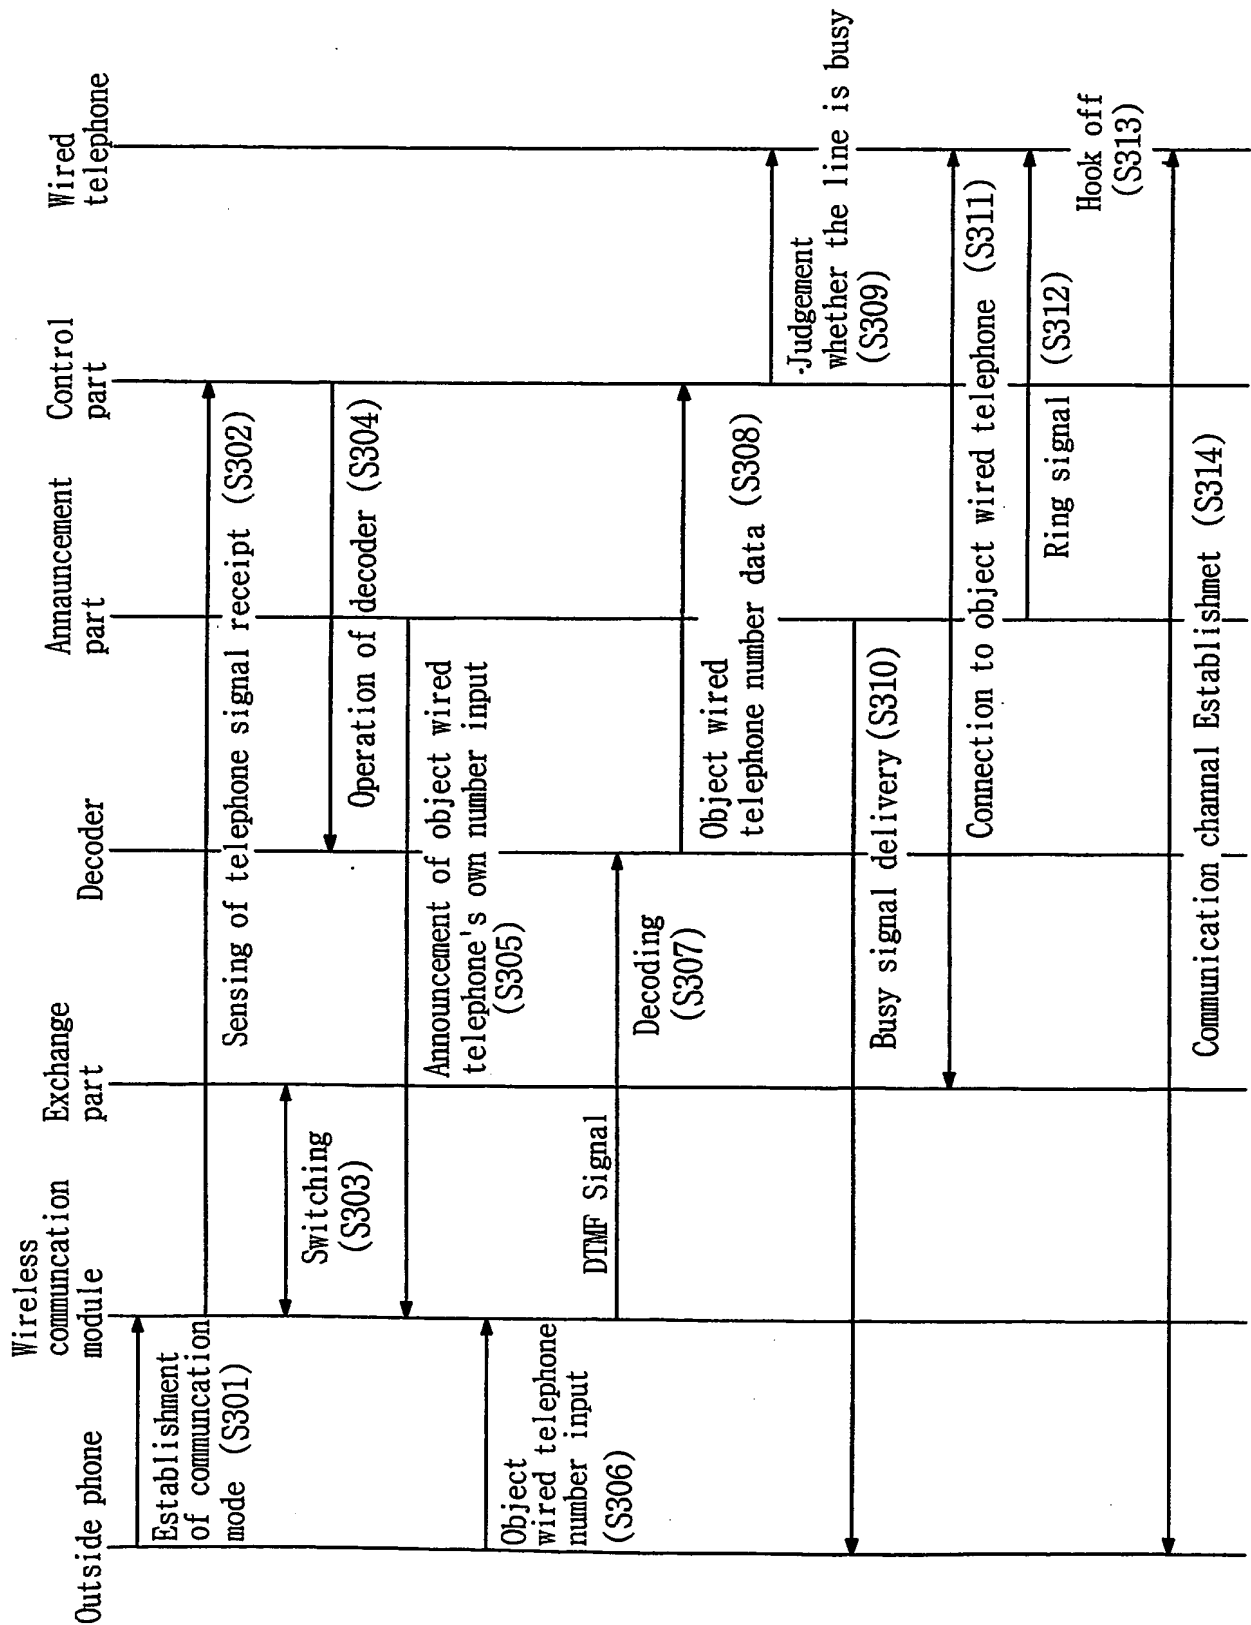 Outside phone
Wireless
communcation
module
Exchange
part
Decoder
Annauncement
part
Control
part
Wired
telephone
Establishment
of communcation
mode (S301)
Sensing of telephone signal receipt (S302)
Switching
(S303)
Operation of decoder (S304)
Announcement of object wired
telephone's own number input
(S305)
Object
wired telephone
number input
(S306)
DTMF Signal
Decoding
(S307)
Object wired
telephone number data (S308)
Judgement
whether the line is busy
(S309)
Busy signal delivery (S310)
Connection to object wired telephone (S311)
Ring signal (S312)
Hook off
(S313)
Communication channal Establishmet (S314)